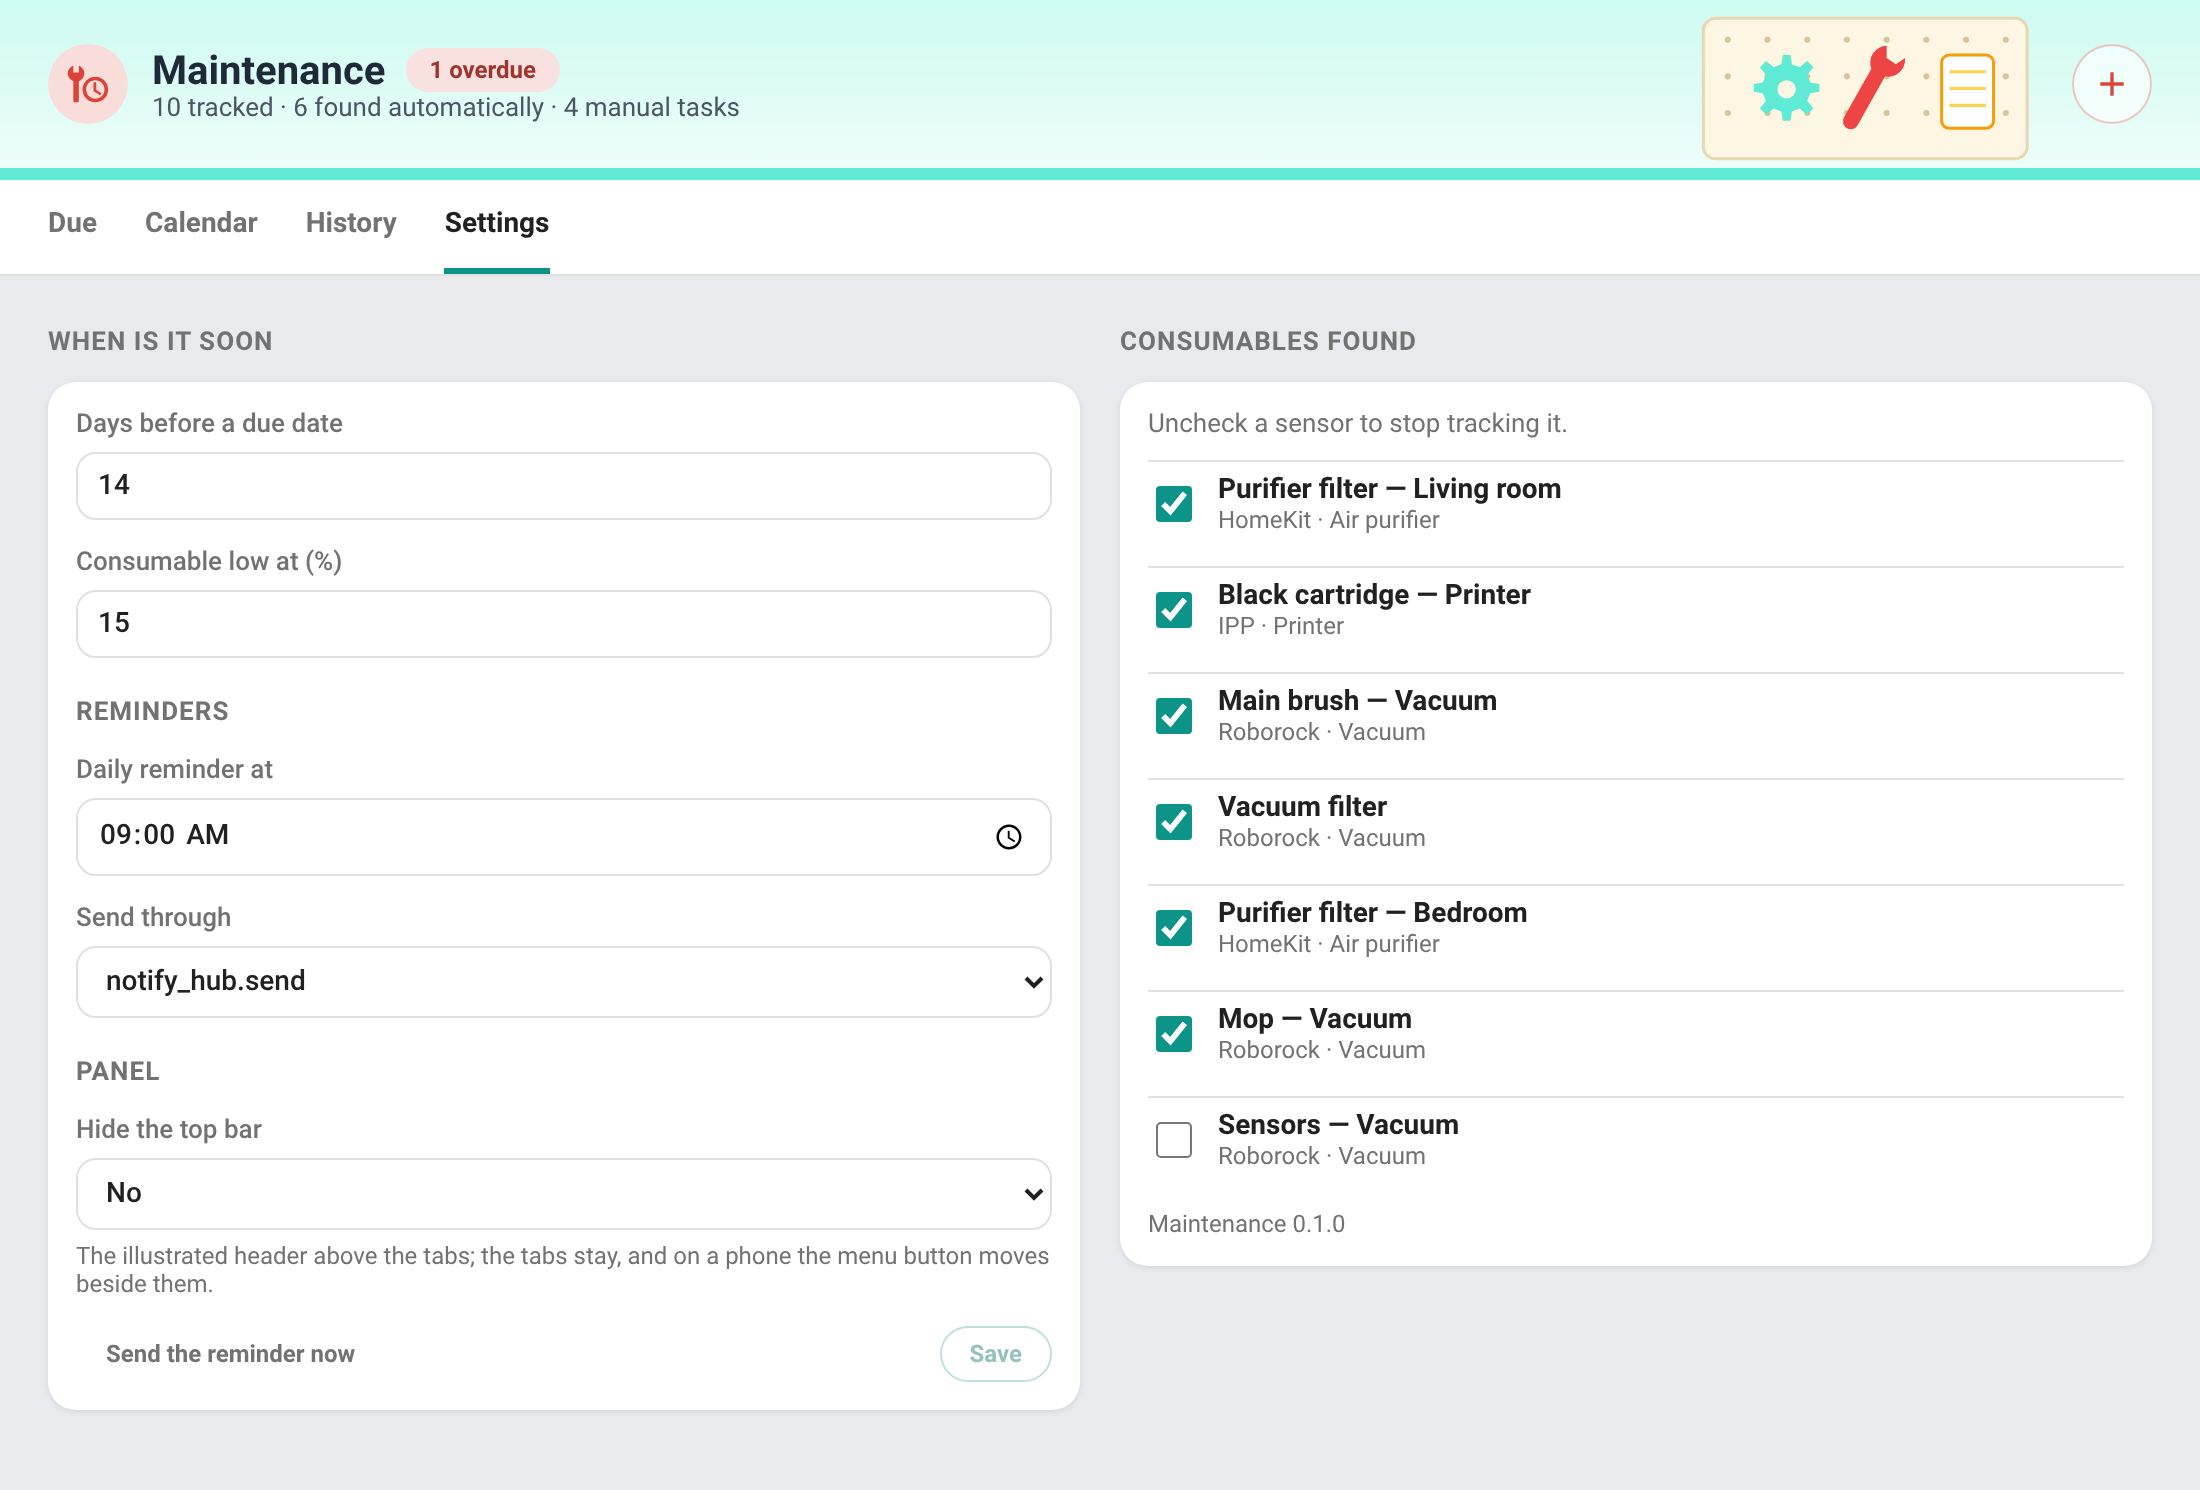 Maintenance
1 overdue
10 tracked · 6 found automatically · 4 manual tasks
Due
Calendar
History
Settings
WHEN IS IT SOON
Days before a due date
14
Consumable low at (%)
15
REMINDERS
Daily reminder at
09:00 AM
Send through
notify_hub.send
PANEL
Hide the top bar
No
The illustrated header above the tabs; the tabs stay, and on a phone the menu button moves
beside them.
Send the reminder now
Save
CONSUMABLES FOUND
Uncheck a sensor to stop tracking it.
Purifier filter — Living room
HomeKit · Air purifier
Black cartridge — Printer
IPP · Printer
Main brush — Vacuum
Roborock · Vacuum
Vacuum filter
Roborock · Vacuum
Purifier filter — Bedroom
HomeKit · Air purifier
Mop — Vacuum
Roborock · Vacuum
Sensors — Vacuum
Roborock · Vacuum
Maintenance 0.1.0